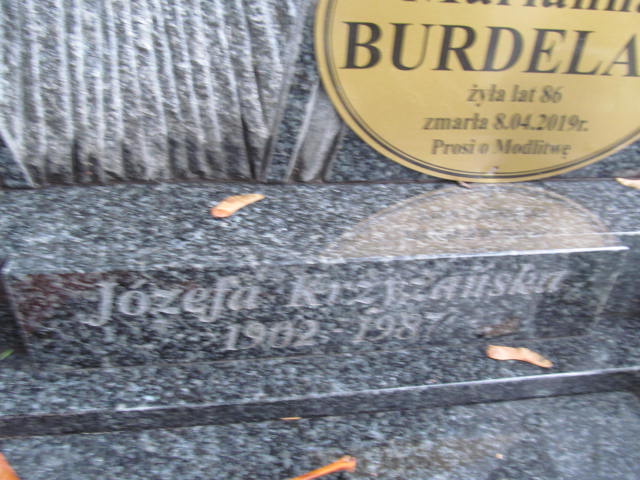 BURDELA
żyła lat 86
zmarła 8.04.2019r.
Prosi o Modlitwę
Józefa Krzyżańska
1902 1987